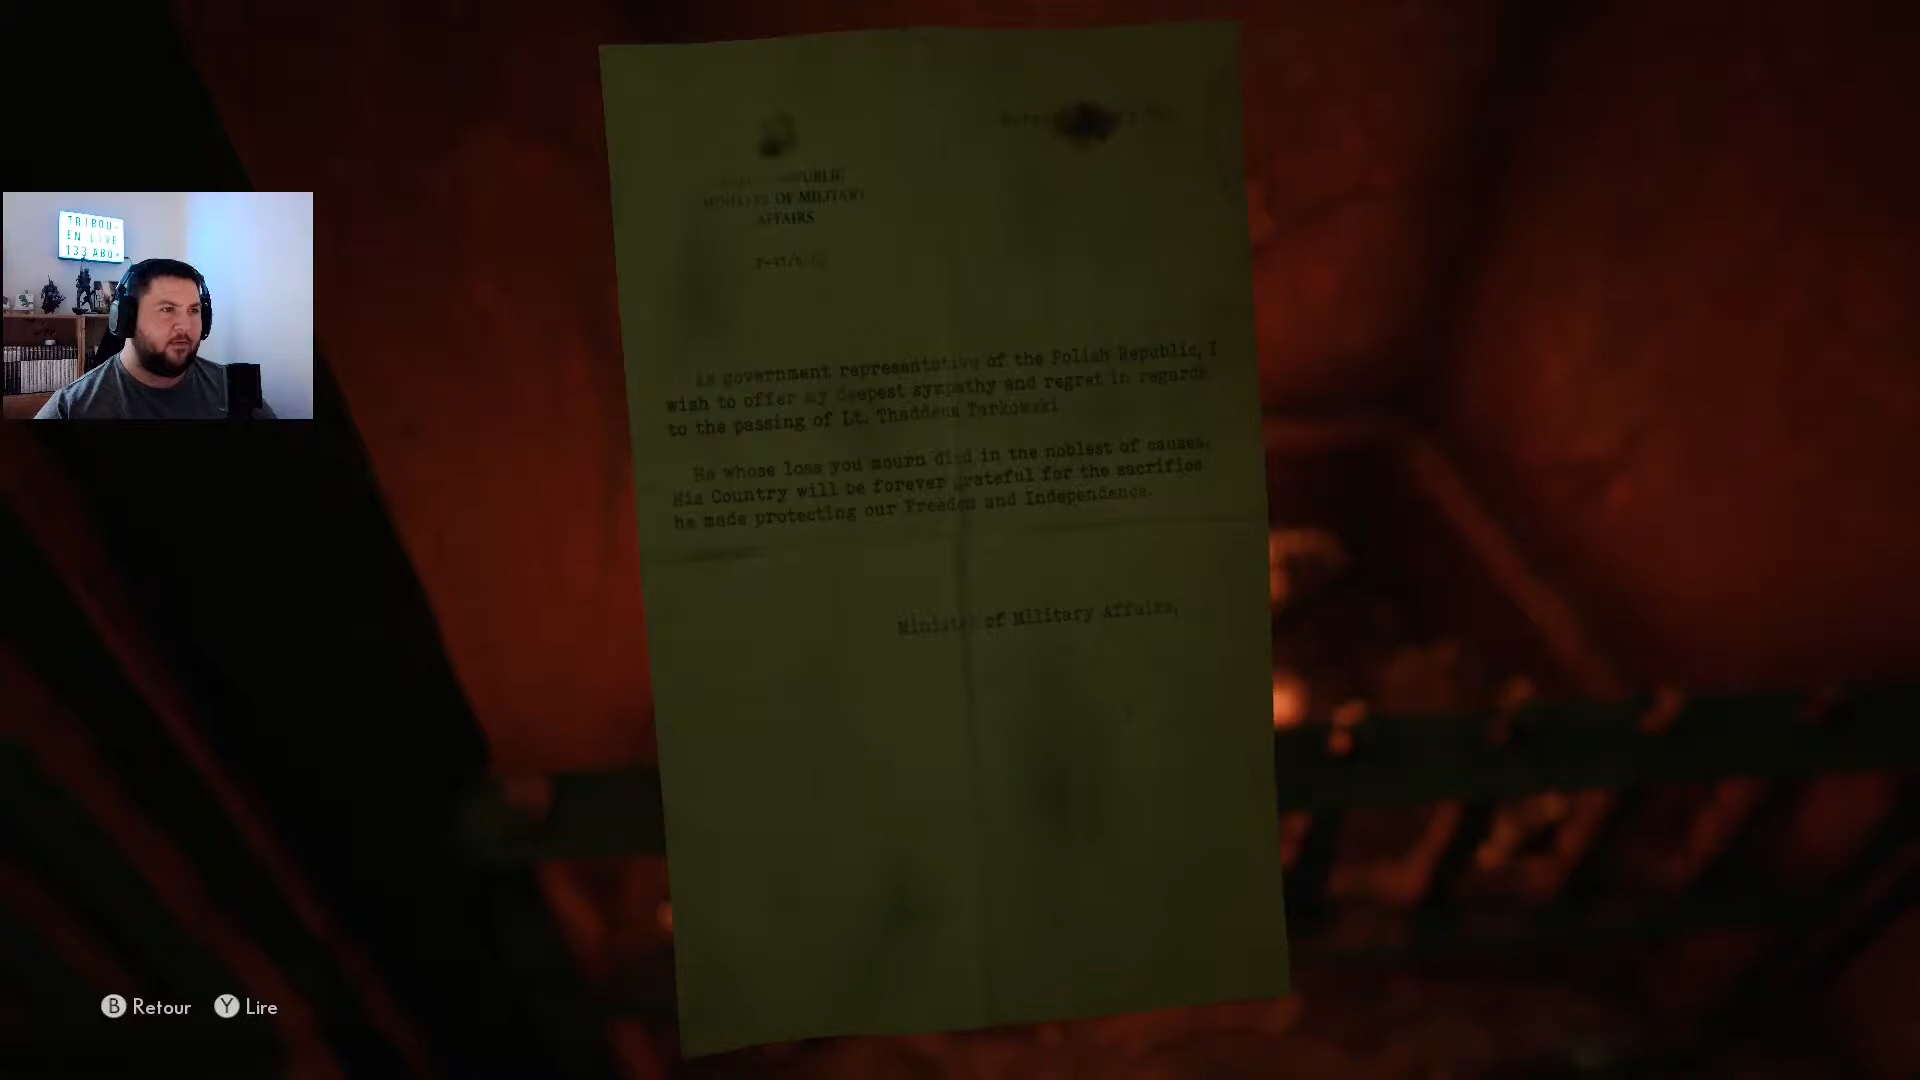 TRIBOU-
EN LIVE
133 ABO
MINISTRY OF MILITARY
AFFAIRS
As government representative of the Polish Republic, I
wish to offer my deepest sympathy and regret in regards
to the passing of Lt. Thaddeus Tarkowski.
He whose loss you mourn died in the noblest of causes.
His Country will be forever grateful for the sacrifice
he made protecting our Freedom and Independence.
Minister of Military Affairs,
B Retour Y Lire